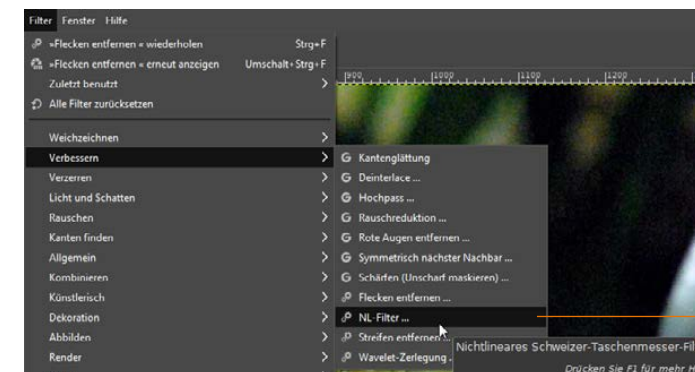 Filter Fenster Hilfe
»Flecken entfernen « wiederholen Strg+F
»Flecken entfernen « erneut anzeigen Umschalt+Strg+F
Zuletzt benutzt
Alle Filter zurücksetzen
Weichzeichnen
Verbessern
Verzerren
Licht und Schatten
Rauschen
Kanten finden
Allgemein
Kombinieren
Künstlerisch
Dekoration
Abbilden
Render
900 1000 1100 1200
Kantenglättung
Deinterlace ...
Hochpass ...
Rauschreduktion ...
Rote Augen entfernen ...
Symmetrisch nächster Nachbar ...
Schärfen (Unscharf maskieren) ...
Flecken entfernen ...
NL-Filter ...
Streifen entfernen ...
Wavelet-Zerlegung .
Nichtlineares Schweizer-Taschenmesser-Fil
Drücken Sie F1 für mehr H